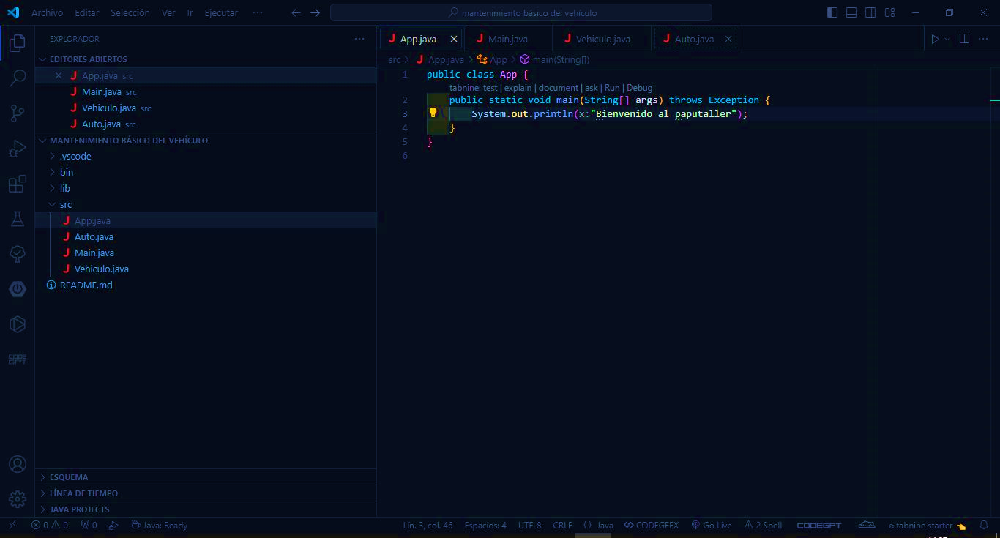 Archivo Editar Selección Ver Ir Ejecutar ··· mantenimiento básico del vehículo
EXPLORADOR ···
EDITORES ABIERTOS
App.java src
Main.java src
Vehiculo.java src
Auto.java src
MANTENIMIENTO BÁSICO DEL VEHÍCULO
.vscode
bin
lib
src
App.java
Auto.java
Main.java
Vehiculo.java
README.md
CODE
GPT
ESQUEMA
LÍNEA DE TIEMPO
JAVA PROJECTS
App.java Main.java Vehiculo.java Auto.java
src > App.java > App > main(String[])
1 public class App {
tabnine: test | explain | document | ask | Run | Debug
2 public static void main(String[] args) throws Exception {
3 System.out.println(x:"Bienvenido al paputaller");
4 }
5 }
6
0 0 0 Java: Ready Lín. 3, col. 46 Espacios: 4 UTF-8 CRLF {} Java CODEGEEX Go Live 2 Spell CODEGPT tabnine starter